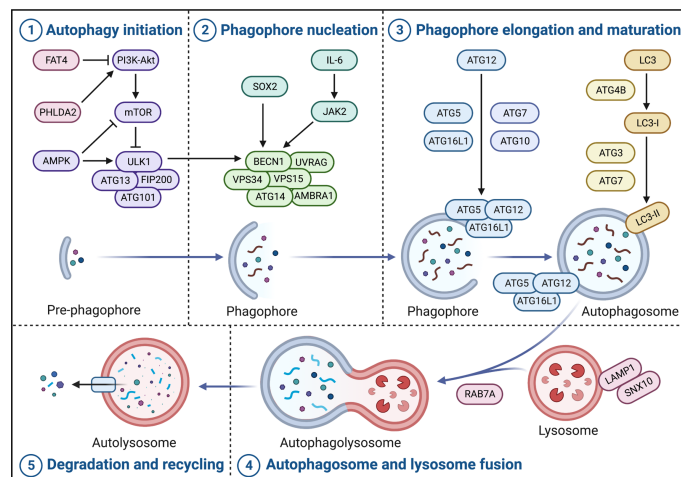 1 Autophagy initiation
FAT4
PI3K-Akt
PHLDA2
mTOR
AMPK
ULK1
ATG13
FIP200
ATG101
Pre-phagophore
2 Phagophore nucleation
IL-6
SOX2
JAK2
BECN1
UVRAG
VPS34
VPS15
ATG14
AMBRA1
Phagophore
3 Phagophore elongation and maturation
ATG12
LC3
ATG4B
ATG5
ATG7
LC3-I
ATG16L1
ATG10
ATG3
ATG7
ATG5
ATG12
ATG16L1
LC3-II
ATG5
ATG12
ATG16L1
Phagophore
Autophagosome
Autolysosome
5 Degradation and recycling
Autophagolysosome
RAB7A
LAMP1
SNX10
Lysosome
4 Autophagosome and lysosome fusion